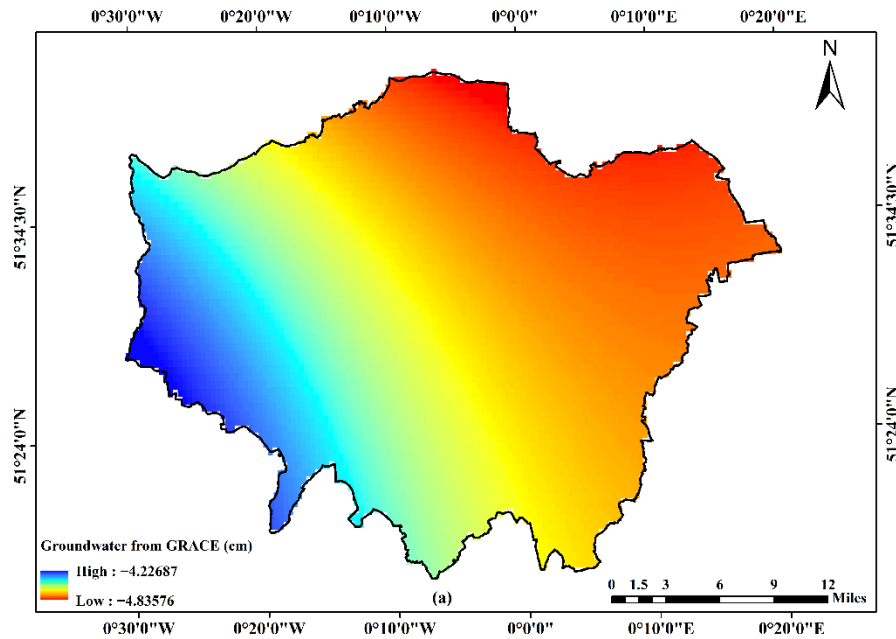 0°30'0"W 0°20'0"W 0°10'0"W 0°0'0" 0°10'0"E 0°20'0"E
N
51°34'30"N 51°34'30"N
51°24'0"N 51°24'0"N
Groundwater from GRACE (cm)
High : −4.22687
Low : −4.83576
(a)
0 1.5 3 6 9 12
Miles
0°30'0"W 0°20'0"W 0°10'0"W 0°0'0" 0°10'0"E 0°20'0"E